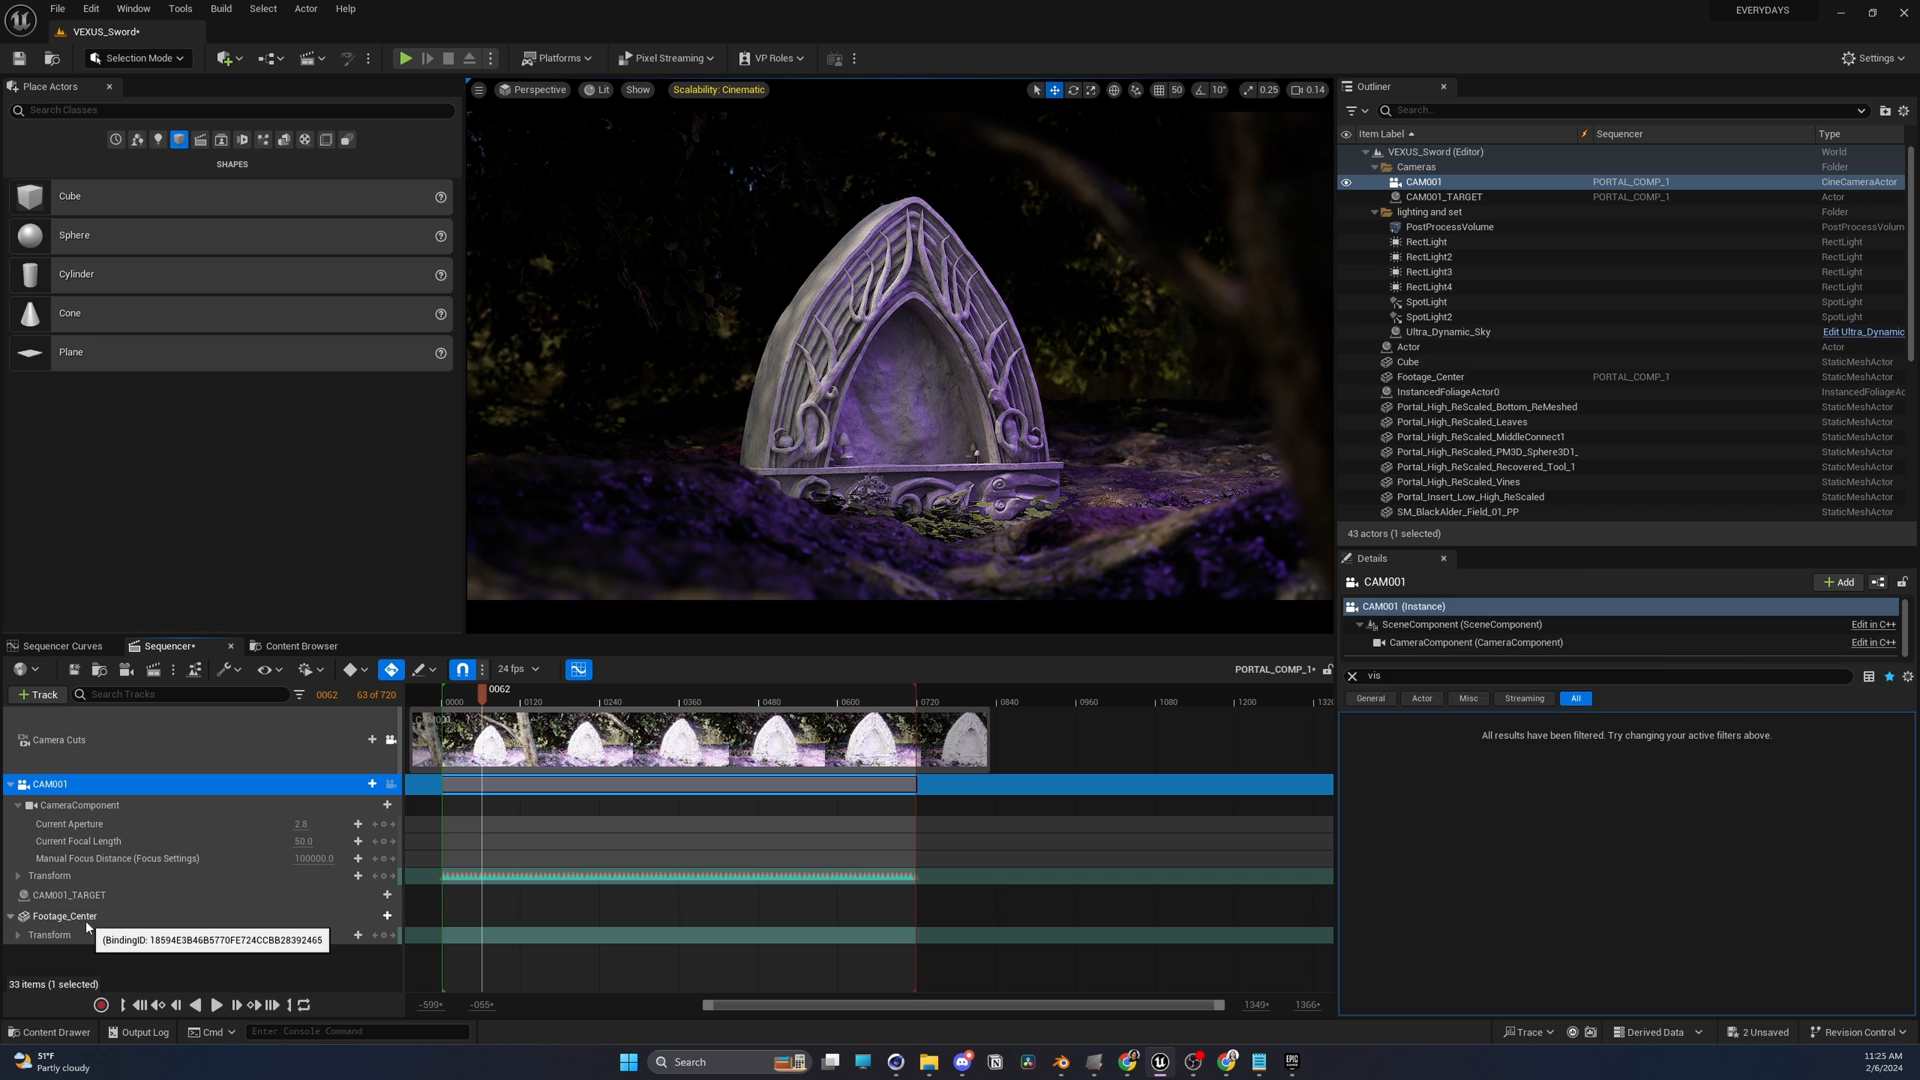 File Edit Window Tools Build Select Actor Help
EVERYDAYS
VEXUS_Sword*
Selection Mode
Platforms
Pixel Streaming
VP Roles
Settings
Place Actors
Search Classes
SHAPES
Cube
Sphere
Cylinder
Cone
Plane
Perspective
Lit
Show
Scalability: Cinematic
50
10°
0.25
0.14
Outliner
Search...
Item Label
Sequencer
Type
VEXUS_Sword (Editor) World
Cameras Folder
CAM001 PORTAL_COMP_1 CineCameraActor
CAM001_TARGET PORTAL_COMP_1 Actor
lighting and set Folder
PostProcessVolume PostProcessVolum
RectLight RectLight
RectLight2 RectLight
RectLight3 RectLight
RectLight4 RectLight
SpotLight SpotLight
SpotLight2 SpotLight
Ultra_Dynamic_Sky Edit Ultra_Dynamic
Actor Actor
Cube StaticMeshActor
Footage_Center PORTAL_COMP_1 StaticMeshActor
InstancedFoliageActor0 InstancedFoliageAc
Portal_High_ReScaled_Bottom_ReMeshed StaticMeshActor
Portal_High_ReScaled_Leaves StaticMeshActor
Portal_High_ReScaled_MiddleConnect1 StaticMeshActor
Portal_High_ReScaled_PM3D_Sphere3D1_ StaticMeshActor
Portal_High_ReScaled_Recovered_Tool_1 StaticMeshActor
Portal_High_ReScaled_Vines StaticMeshActor
Portal_Insert_Low_High_ReScaled StaticMeshActor
SM_BlackAlder_Field_01_PP StaticMeshActor
43 actors (1 selected)
Details
CAM001
Add
CAM001 (Instance)
SceneComponent (SceneComponent) Edit in C++
CameraComponent (CameraComponent) Edit in C++
vis
General Actor Misc Streaming All
All results have been filtered. Try changing your active filters above.
Sequencer Curves
Sequencer*
Content Browser
24 fps
PORTAL_COMP_1*
Track
Search Tracks
0062
63 of 720
0062
0000 0120 0240 0360 0480 0600 0720 0840 0960 1080 1200 1320
CAM001
Camera Cuts
CAM001
CameraComponent
Current Aperture 2.8
Current Focal Length 50.0
Manual Focus Distance (Focus Settings) 100000.0
Transform
CAM001_TARGET
Footage_Center
Transform
(BindingID: 18594E3B46B5770FE724CCBB28392465
33 items (1 selected)
-599+
-055+
1349+
1366+
Content Drawer
Output Log
Cmd
Enter Console Command
Trace
Derived Data
2 Unsaved
Revision Control
51°F
Partly cloudy
Search
EPIC
11:25 AM
2/6/2024